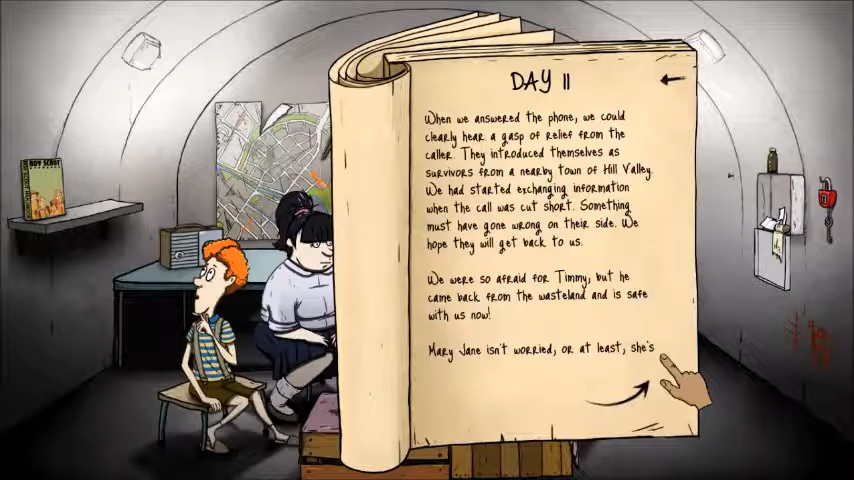 DAY 11
When we answered the phone, we could
clearly hear a gasp of relief from the
caller. They introduced themselves as
survivors from a nearby town of Hill Valley.
We had started exchanging information
when the call was cut short. Something
must have gone wrong on their side. We
hope they will get back to us.
We were so afraid for Timmy, but he
came back from the wasteland and is safe
with us now!
Mary Jane isn't worried, or at least, she's
BOY SCOUT